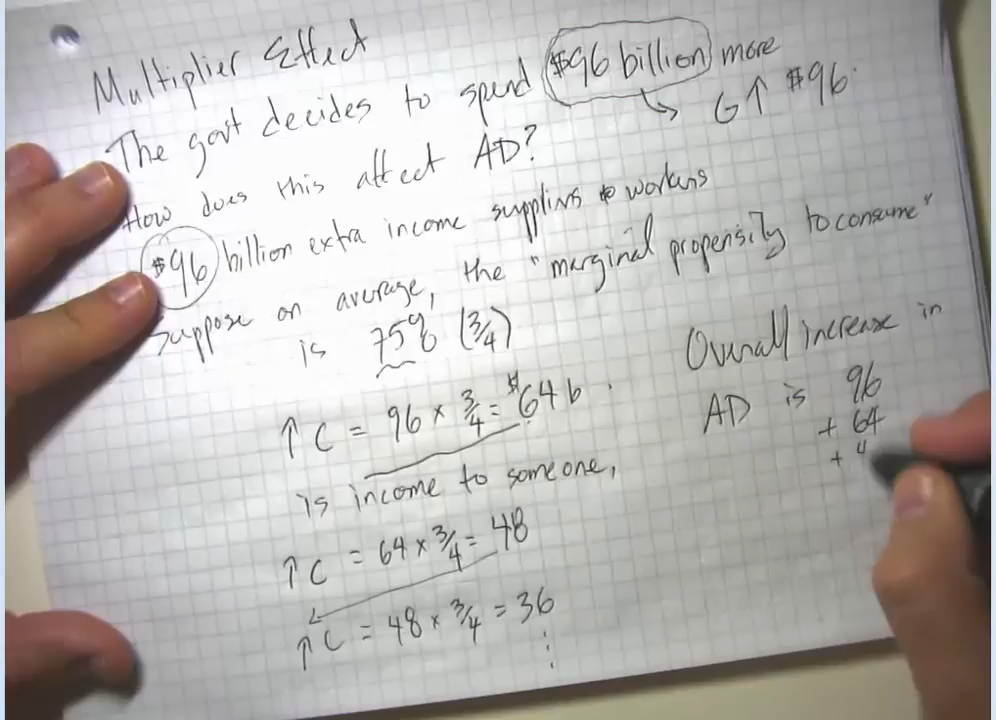 Multiplier Effect
The govt decides to spend $96 billion more
G↑ $96
How does this affect AD?
$96 billion extra income suppliers & workers
Suppose on average, the "marginal propensity to consume"
is 75% (3/4)
↑ C = 96 × 3/4 = $64 b.
is income to someone,
↑ C = 64 × 3/4 = 48
↑ C = 48 × 3/4 = 36
⋮
Overall increase in
AD is 96
+ 64
+ 4